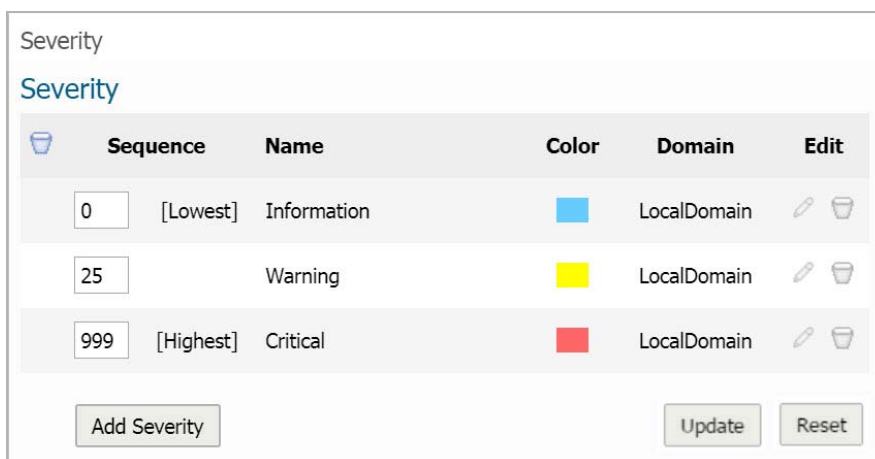 Severity
Severity
Sequence Name Color Domain Edit
0 [Lowest] Information LocalDomain
25 Warning LocalDomain
999 [Highest] Critical LocalDomain
Add Severity Update Reset